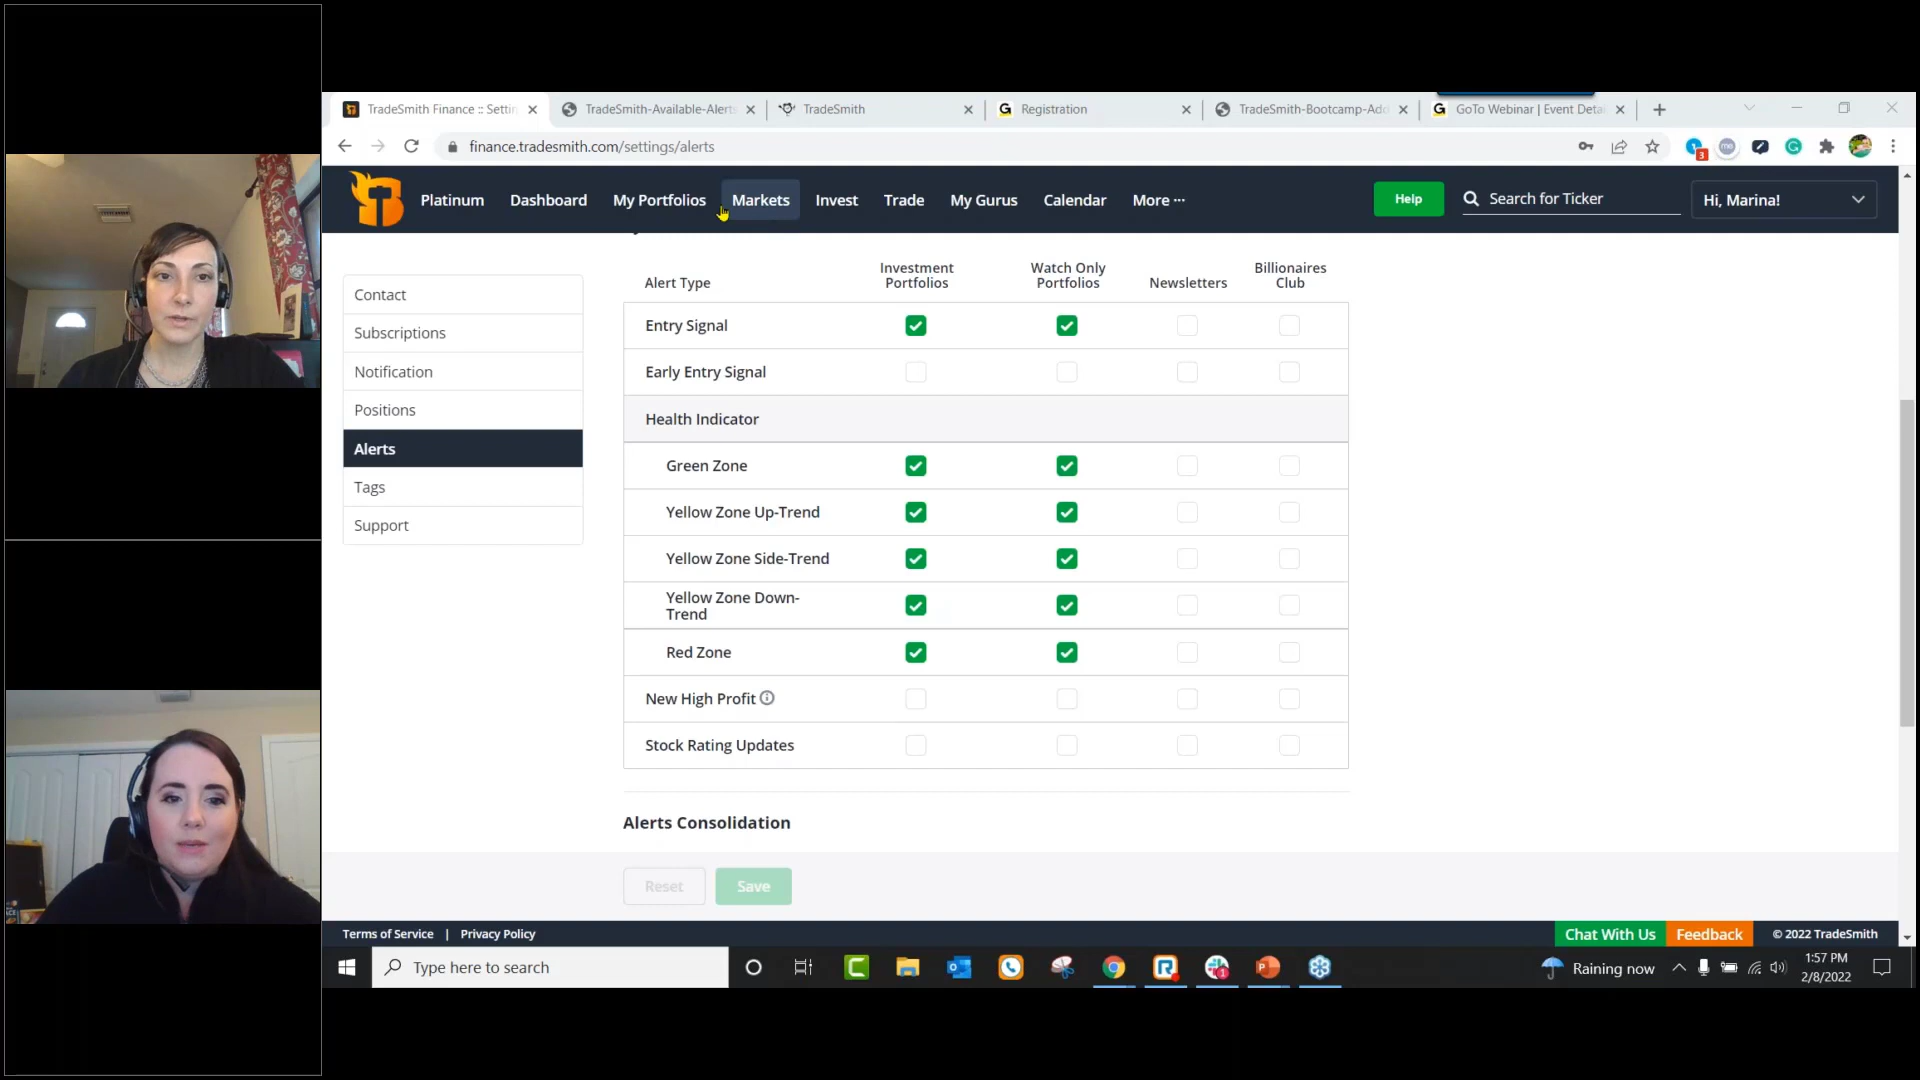 TradeSmith Finance :: Settin
TradeSmith-Available-Alerts
TradeSmith
Registration
TradeSmith-Bootcamp-Add
GoTo Webinar | Event Detai
finance.tradesmith.com/settings/alerts
3
Platinum
Dashboard
My Portfolios
Markets
Invest
Trade
My Gurus
Calendar
More ···
Help
Search for Ticker
Hi, Marina!
Contact
Subscriptions
Notification
Positions
Alerts
Tags
Support
Alert Type
Investment
Portfolios
Watch Only
Portfolios
Newsletters
Billionaires
Club
Entry Signal
Early Entry Signal
Health Indicator
Green Zone
Yellow Zone Up-Trend
Yellow Zone Side-Trend
Yellow Zone Down-
Trend
Red Zone
New High Profit
Stock Rating Updates
Alerts Consolidation
Reset
Save
Terms of Service | Privacy Policy
Chat With Us
Feedback
© 2022 TradeSmith
Type here to search
Raining now
1:57 PM
2/8/2022